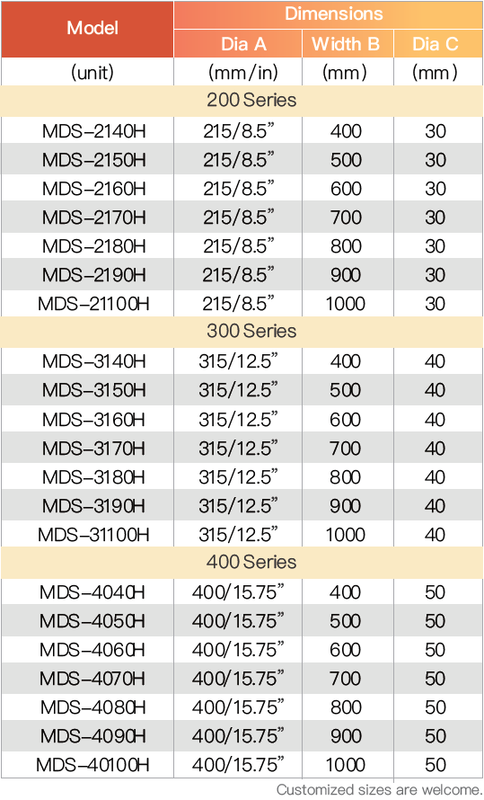 Model Dimensions
Dia A Width B Dia C
(unit) (mm/in) (mm) (mm)
200 Series
MDS-2140H 215/8.5” 400 30
MDS-2150H 215/8.5” 500 30
MDS-2160H 215/8.5” 600 30
MDS-2170H 215/8.5” 700 30
MDS-2180H 215/8.5” 800 30
MDS-2190H 215/8.5” 900 30
MDS-21100H 215/8.5” 1000 30
300 Series
MDS-3140H 315/12.5” 400 40
MDS-3150H 315/12.5” 500 40
MDS-3160H 315/12.5” 600 40
MDS-3170H 315/12.5” 700 40
MDS-3180H 315/12.5” 800 40
MDS-3190H 315/12.5” 900 40
MDS-31100H 315/12.5” 1000 40
400 Series
MDS-4040H 400/15.75” 400 50
MDS-4050H 400/15.75” 500 50
MDS-4060H 400/15.75” 600 50
MDS-4070H 400/15.75” 700 50
MDS-4080H 400/15.75” 800 50
MDS-4090H 400/15.75” 900 50
MDS-40100H 400/15.75” 1000 50
Customized sizes are welcome.